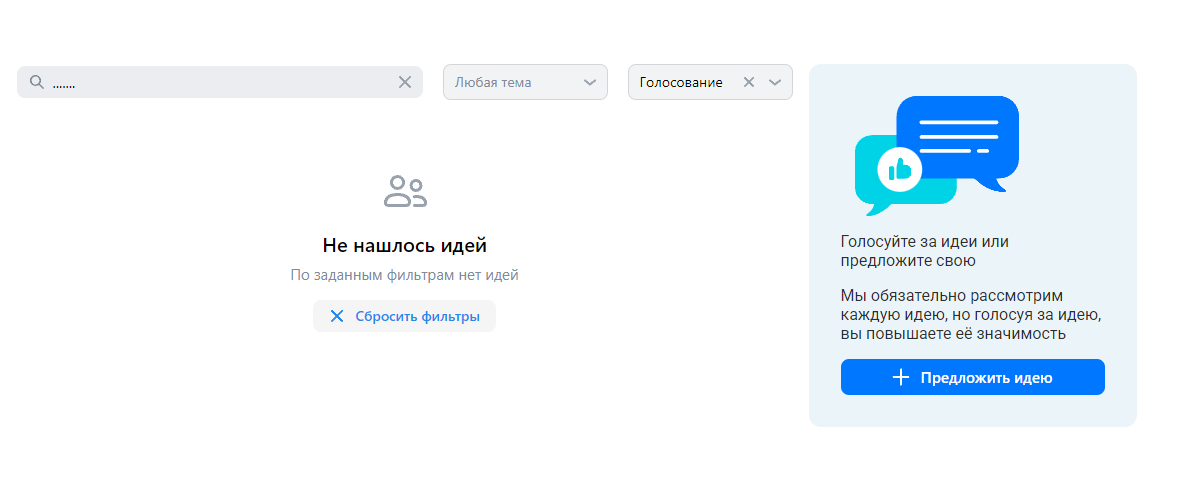 .......
Любая тема
Голосование
Не нашлось идей
По заданным фильтрам нет идей
Сбросить фильтры
Голосуйте за идеи или
предложите свою
Мы обязательно рассмотрим
каждую идею, но голосуя за идею,
вы повышаете её значимость
Предложить идею